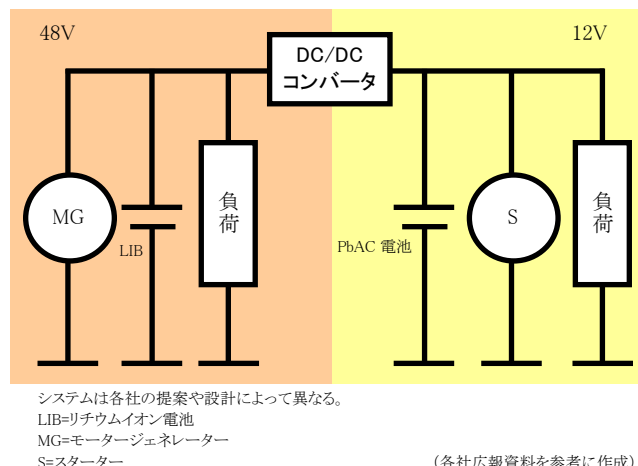 48V
12V
DC/DC
コンバータ
MG
LIB
負荷
PbAC 電池
S
負荷
システムは各社の提案や設計によって異なる。
LIB=リチウムイオン電池
MG=モータージェネレーター
S=スターター
(各社広報資料を参考に作成)